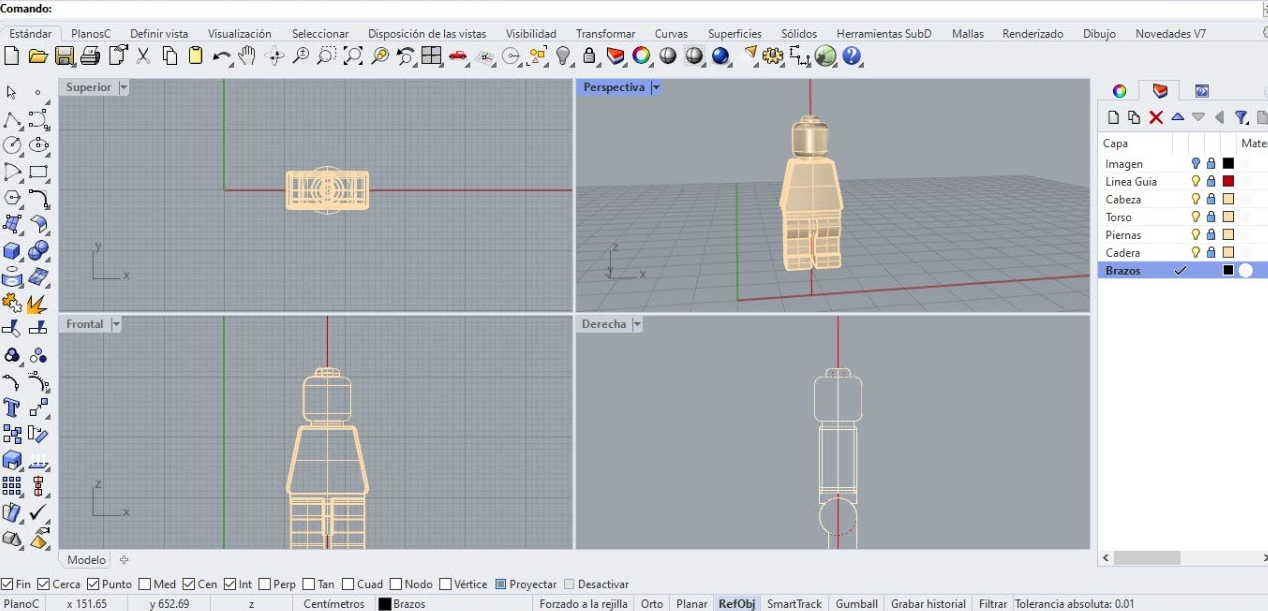 Comando:
Estándar PlanosC Definir vista Visualización Seleccionar Disposición de las vistas Visibilidad Transformar Curvas Superficies Sólidos Herramientas SubD Mallas Renderizado Dibujo Novedades V7
Superior
y
x
Perspectiva
z
y
x
Frontal
z
x
Derecha
Capa Mate
Imagen
Linea Guia
Cabeza
Torso
Piernas
Cadera
Brazos
Modelo
Fin Cerca Punto Med Cen Int Perp Tan Cuad Nodo Vértice Proyectar Desactivar
PlanoC x 151.65 y 652.69 z Centímetros Brazos Forzado a la rejilla Orto Planar RefObj SmartTrack Gumball Grabar historial Filtrar Tolerancia absoluta: 0.01